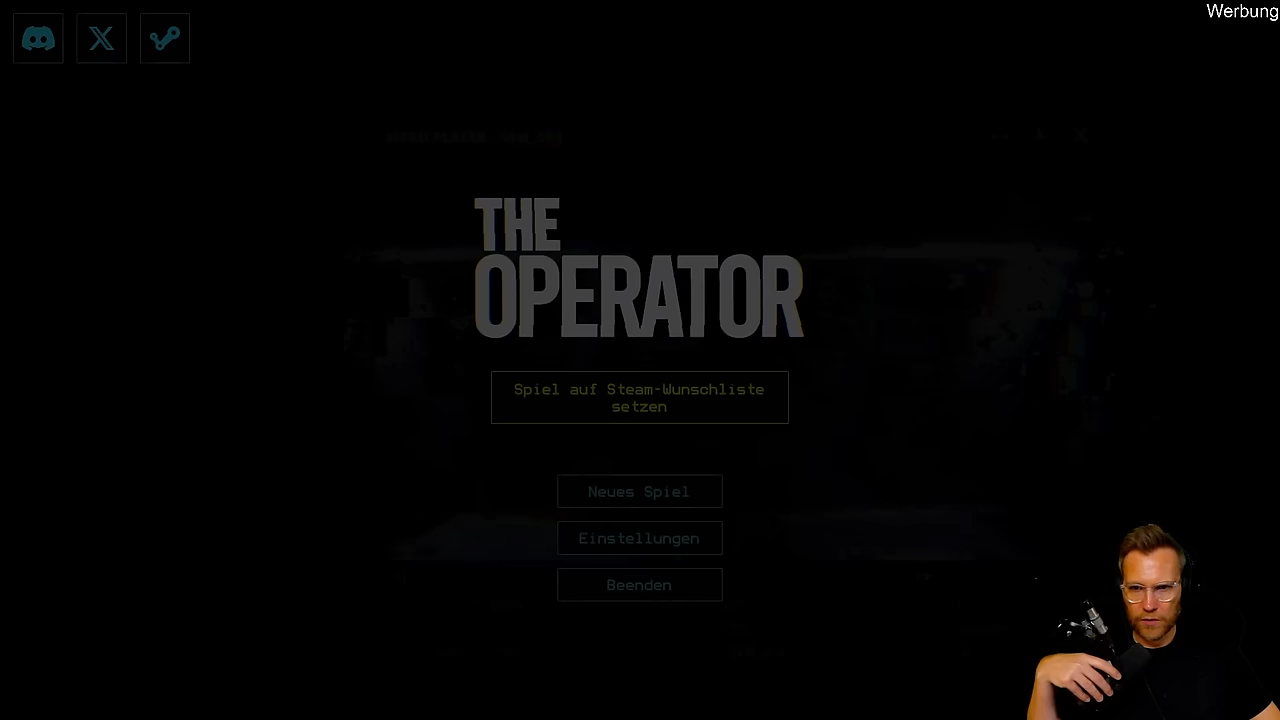 Werbung
THE
OPERATOR
Spiel auf Steam-Wunschliste
setzen
Neues Spiel
Einstellungen
Beenden